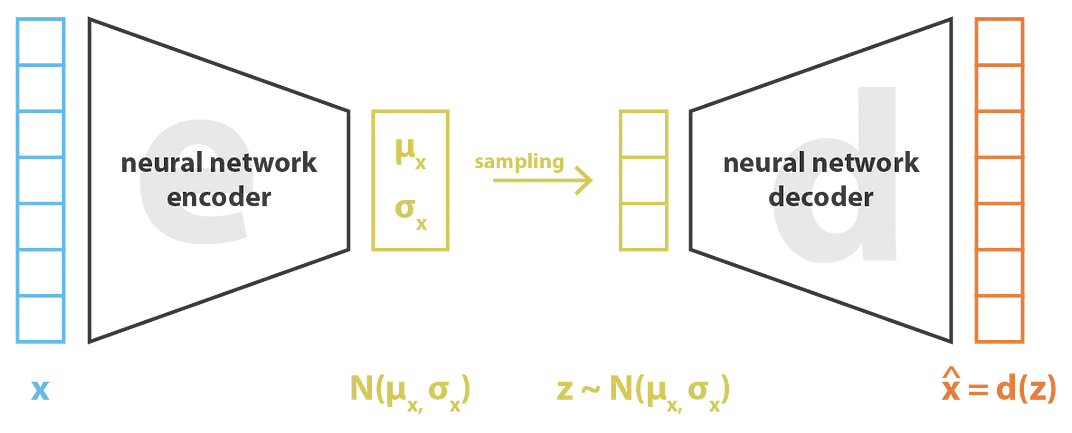 e
neural network
encoder
μx
σx
sampling
d
neural network
decoder
x
N(μx, σx)
z ~ N(μx, σx)
x̂ = d(z)